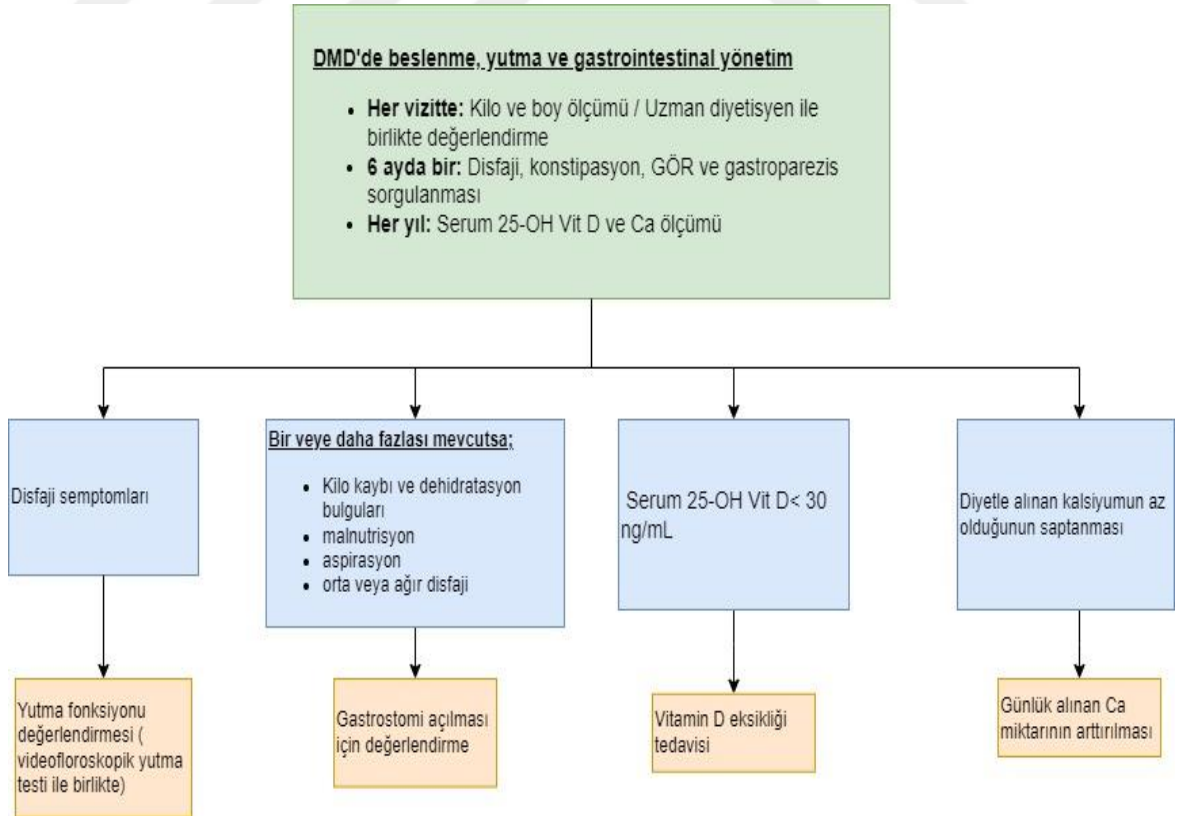 DMD'de beslenme, yutma ve gastrointestinal yönetim
• Her vizitte: Kilo ve boy ölçümü / Uzman diyetisyen ile
birlikte değerlendirme
• 6 ayda bir: Disfaji, konstipasyon, GÖR ve gastroparezis
sorgulanması
• Her yıl: Serum 25-OH Vit D ve Ca ölçümü
Disfaji semptomları
Bir veye daha fazlası mevcutsa;
• Kilo kaybı ve dehidratasyon
bulguları
• malnutrisyon
• aspirasyon
• orta veya ağır disfaji
Serum 25-OH Vit D< 30
ng/mL
Diyetle alınan kalsiyumun az
olduğunun saptanması
Yutma fonksiyonu
değerlendirmesi (
videofloroskopik yutma
testi ile birlikte)
Gastrostomi açılması
için değerlendirme
Vitamin D eksikliği
tedavisi
Günlük alınan Ca
miktarının arttırılması